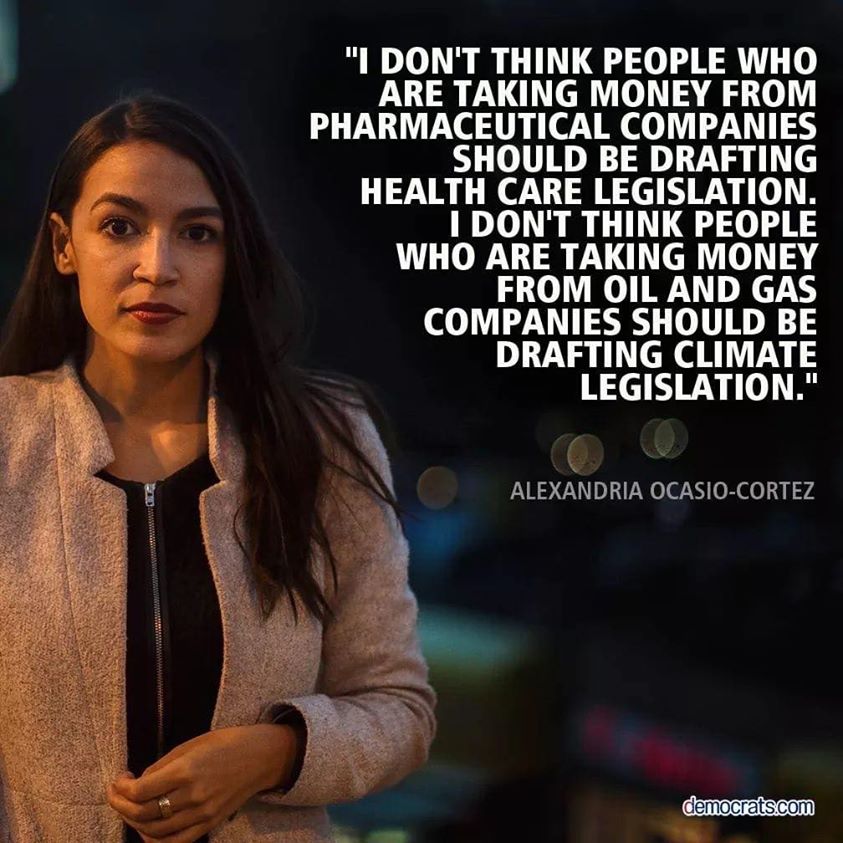 "I DON'T THINK PEOPLE WHO
ARE TAKING MONEY FROM
PHARMACEUTICAL COMPANIES
SHOULD BE DRAFTING
HEALTH CARE LEGISLATION.
I DON'T THINK PEOPLE
WHO ARE TAKING MONEY
FROM OIL AND GAS
COMPANIES SHOULD BE
DRAFTING CLIMATE
LEGISLATION."
ALEXANDRIA OCASIO-CORTEZ
democrats.com